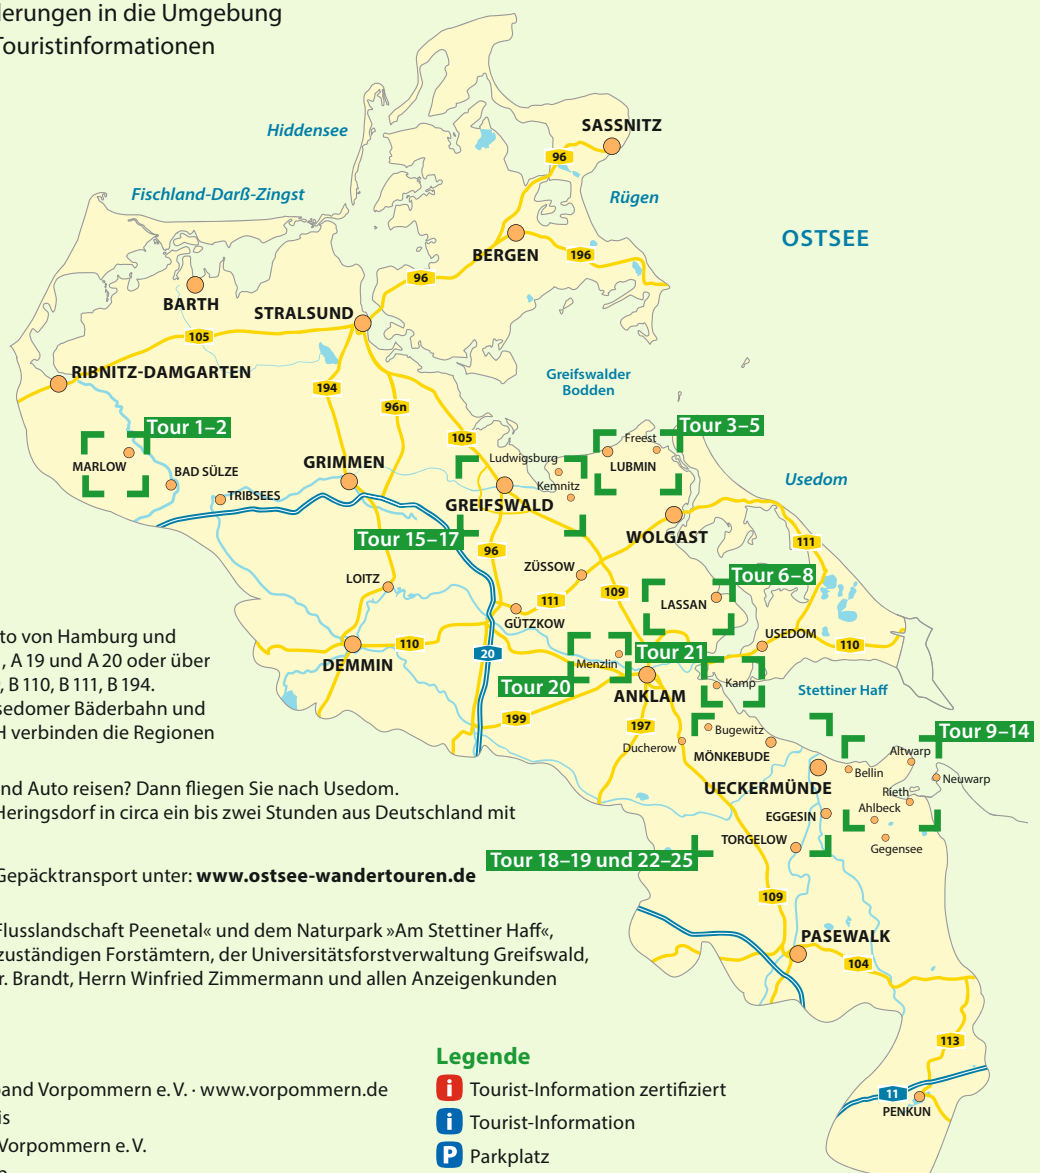 derungen in die Umgebung
Touristinformationen
SASSNITZ
Hiddensee
96
Fischland-Darß-Zingst
Rügen
OSTSEE
BERGEN
196
96
BARTH
STRALSUND
105
RIBNITZ-DAMGARTEN
Greifswalder
Bodden
194
96n
Tour 1–2
Tour 3–5
105
Freest
MARLOW
GRIMMEN
Ludwigsburg
LUBMIN
BAD SÜLZE
Kemnitz
Usedom
TRIBSEES
GREIFSWALD
WOLGAST
Tour 15–17
111
96
ZÜSSOW
Tour 6–8
LOITZ
109
111
LASSAN
GÜTZKOW
USEDOM
to von Hamburg und
, A 19 und A 20 oder über
DEMMIN
110
20
Tour 21
110
, B 110, B 111, B 194.
Menzlin
Kamp
Stettiner Haff
Tour 20
ANKLAM
sedomer Bäderbahn und
199
197
Bugewitz
Tour 9–14
H verbinden die Regionen
Ducherow
MÖNKEBUDE
Altwarp
Bellin
Neuwarp
nd Auto reisen? Dann fliegen Sie nach Usedom.
UECKERMÜNDE
Rieth
Heringsdorf in circa ein bis zwei Stunden aus Deutschland mit
EGGESIN
Ahlbeck
TORGELOW
Gegensee
Tour 18–19 und 22–25
Gepäcktransport unter: www.ostsee-wandertouren.de
109
Flusslandschaft Peenetal« und dem Naturpark »Am Stettiner Haff«,
PASEWALK
zuständigen Forstämtern, der Universitätsforstverwaltung Greifswald,
104
r. Brandt, Herrn Winfried Zimmermann und allen Anzeigenkunden
113
Legende
band Vorpommern e. V. · www.vorpommern.de
i Tourist-Information zertifiziert
11
is
PENKUN
i Tourist-Information
Vorpommern e. V.
P Parkplatz